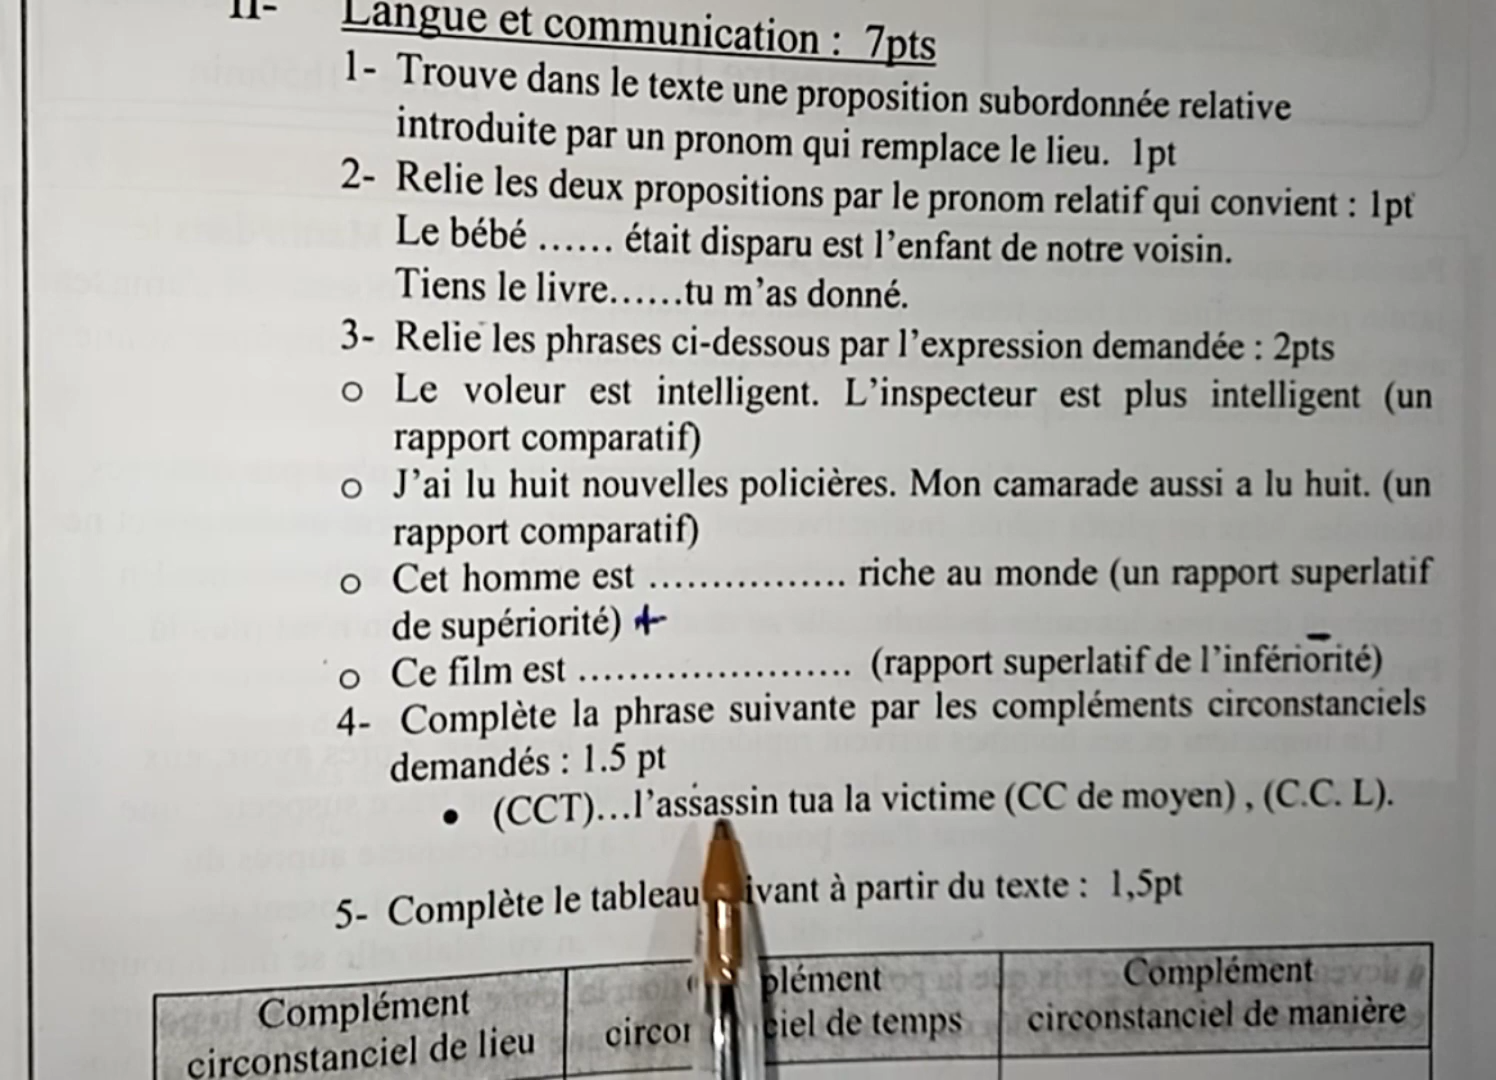 II- Langue et communication : 7pts
1- Trouve dans le texte une proposition subordonnée relative
introduite par un pronom qui remplace le lieu. 1pt
2- Relie les deux propositions par le pronom relatif qui convient : 1pt
Le bébé ...... était disparu est l'enfant de notre voisin.
Tiens le livre......tu m'as donné.
3- Relie les phrases ci-dessous par l'expression demandée : 2pts
o Le voleur est intelligent. L'inspecteur est plus intelligent (un
rapport comparatif)
o J'ai lu huit nouvelles policières. Mon camarade aussi a lu huit. (un
rapport comparatif)
o Cet homme est ................ riche au monde (un rapport superlatif
de supériorité) +
o Ce film est ...................... (rapport superlatif de l'infériorité)
4- Complète la phrase suivante par les compléments circonstanciels
demandés : 1.5 pt
• (CCT)...l'assassin tua la victime (CC de moyen) , (C.C. L).
5- Complète le tableau ivant à partir du texte : 1,5pt
Complément plément Complément
circonstanciel de lieu circon ciel de temps circonstanciel de manière